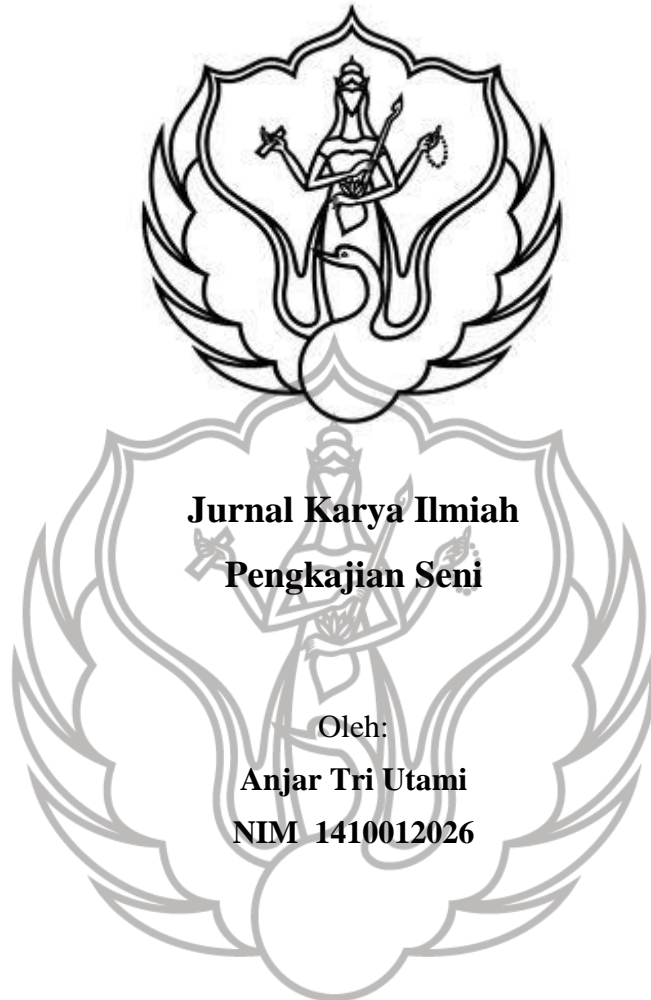 Jurnal Karya Ilmiah
Pengkajian Seni
Oleh:
Anjar Tri Utami
NIM 1410012026